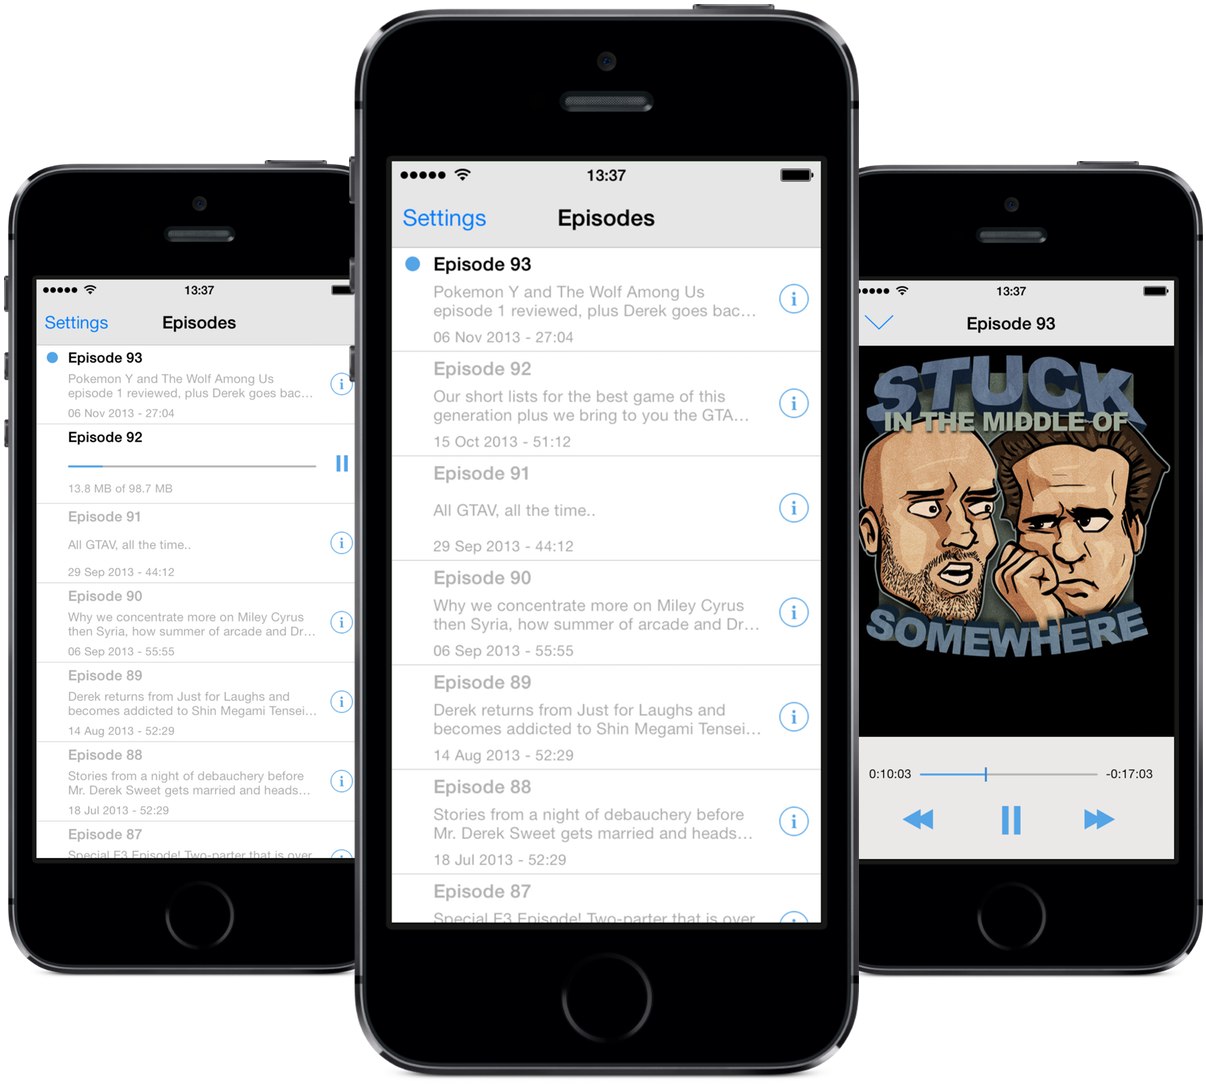 13:37
Settings
Episodes
Episode 93
Pokemon Y and The Wolf Among Us
episode 1 reviewed, plus Derek goes bac...
06 Nov 2013 - 27:04
Episode 92
13.8 MB of 98.7 MB
Episode 91
All GTAV, all the time..
29 Sep 2013 - 44:12
Episode 90
Why we concentrate more on Miley Cyrus
then Syria, how summer of arcade and Dr...
06 Sep 2013 - 55:55
Episode 89
Derek returns from Just for Laughs and
becomes addicted to Shin Megami Tensei...
14 Aug 2013 - 52:29
Episode 88
Stories from a night of debauchery before
Mr. Derek Sweet gets married and heads...
18 Jul 2013 - 52:29
Episode 87
Special E3 Episode! Two-parter that is over
13:37
Settings
Episodes
Episode 93
Pokemon Y and The Wolf Among Us
episode 1 reviewed, plus Derek goes bac...
06 Nov 2013 - 27:04
Episode 92
Our short lists for the best game of this
generation plus we bring to you the GTA...
15 Oct 2013 - 51:12
Episode 91
All GTAV, all the time..
29 Sep 2013 - 44:12
Episode 90
Why we concentrate more on Miley Cyrus
then Syria, how summer of arcade and Dr...
06 Sep 2013 - 55:55
Episode 89
Derek returns from Just for Laughs and
becomes addicted to Shin Megami Tensei...
14 Aug 2013 - 52:29
Episode 88
Stories from a night of debauchery before
Mr. Derek Sweet gets married and heads...
18 Jul 2013 - 52:29
Episode 87
Special E3 Episode! Two-parter that is over
13:37
Episode 93
STUCK
IN THE MIDDLE OF
SOMEWHERE
0:10:03
-0:17:03